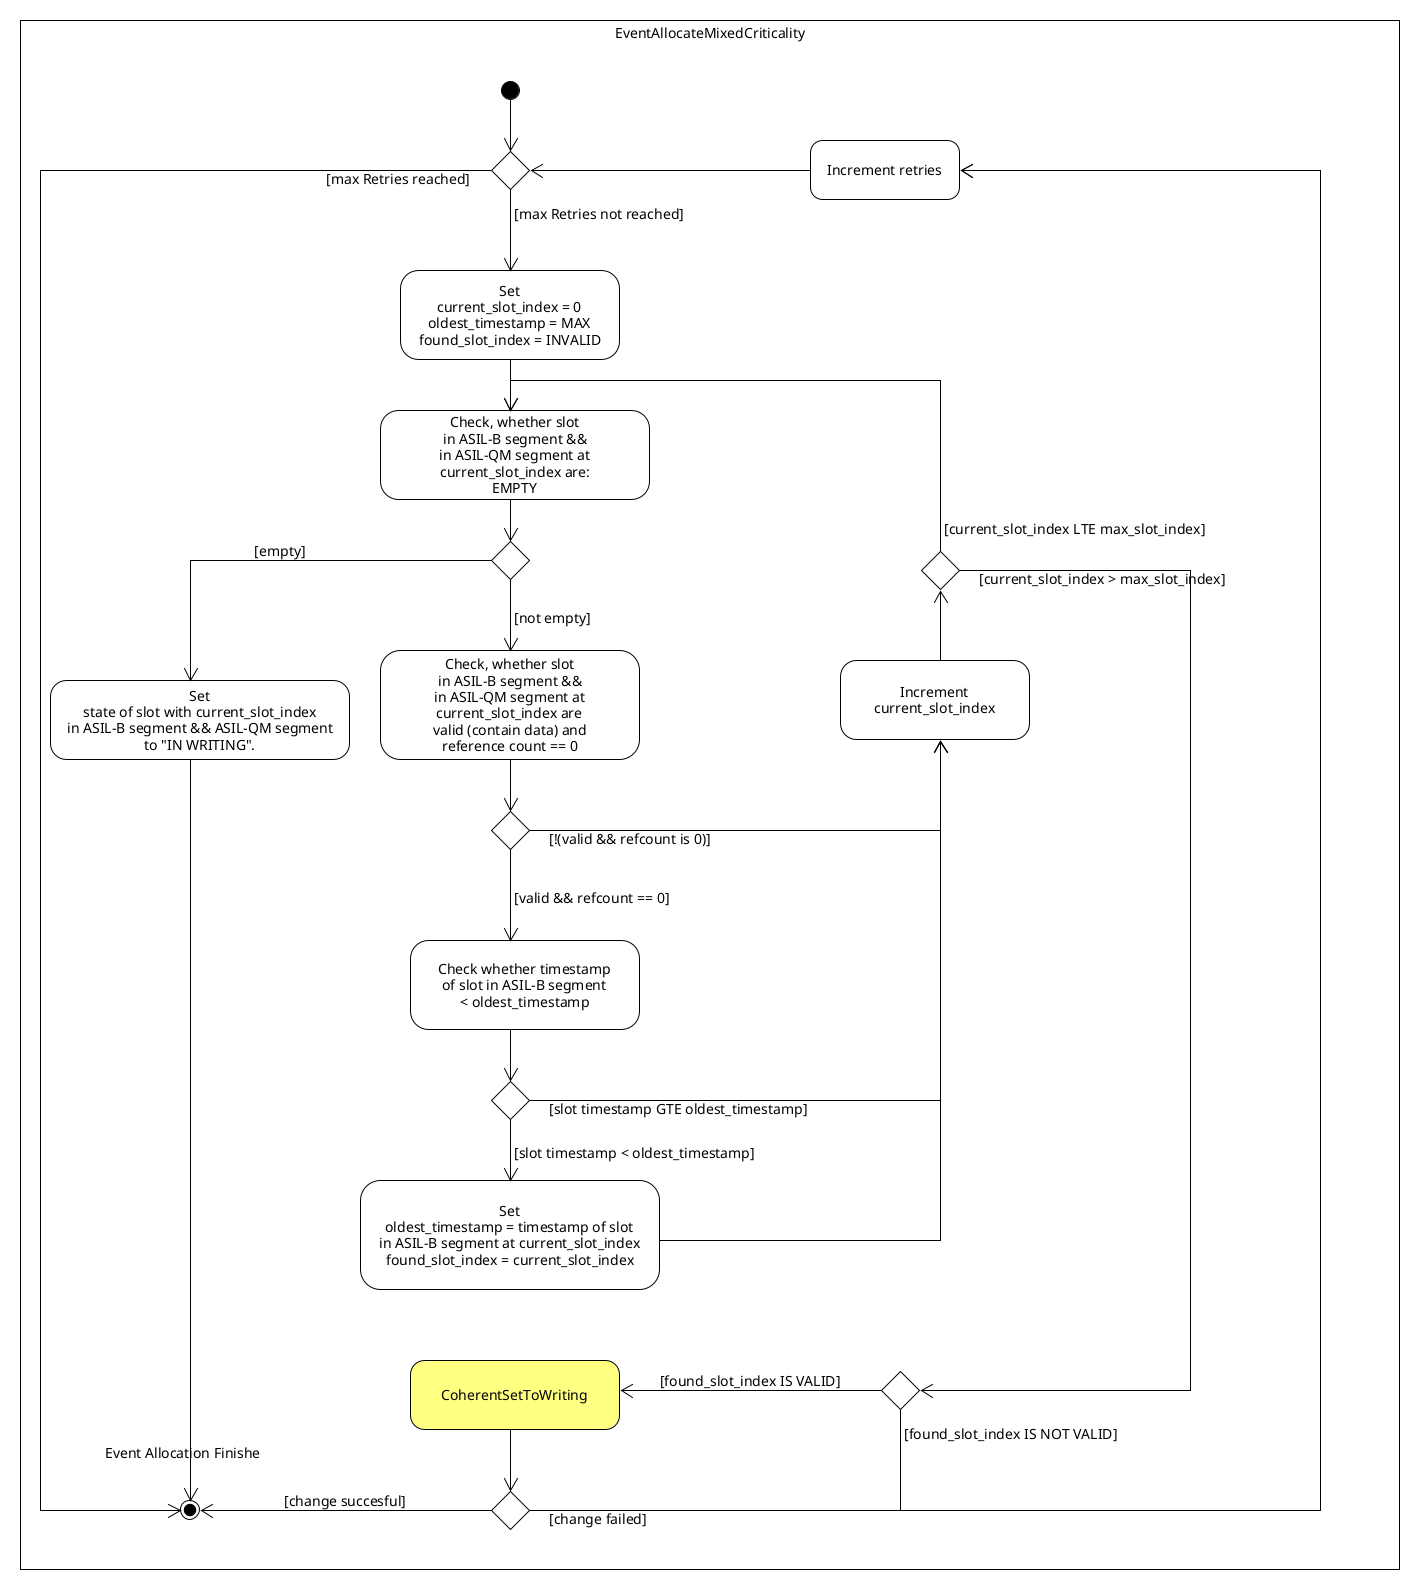 EventAllocateMixedCriticality
Increment retries
[max Retries reached]
[max Retries not reached]
Set
current_slot_index = 0
oldest_timestamp = MAX
found_slot_index = INVALID
Check, whether slot
in ASIL-B segment &&
in ASIL-QM segment at
current_slot_index are:
EMPTY
[current_slot_index LTE max_slot_index]
[empty]
[current_slot_index > max_slot_index]
[not empty]
Set
state of slot with current_slot_index
in ASIL-B segment && ASIL-QM segment
to "IN WRITING".
Check, whether slot
in ASIL-B segment &&
in ASIL-QM segment at
current_slot_index are
valid (contain data) and
reference count == 0
Increment
current_slot_index
[!(valid && refcount is 0)]
[valid && refcount == 0]
Check whether timestamp
of slot in ASIL-B segment
< oldest_timestamp
[slot timestamp GTE oldest_timestamp]
[slot timestamp < oldest_timestamp]
Set
oldest_timestamp = timestamp of slot
in ASIL-B segment at current_slot_index
found_slot_index = current_slot_index
CoherentSetToWriting
[found_slot_index IS VALID]
[found_slot_index IS NOT VALID]
Event Allocation Finishe
[change succesful]
[change failed]